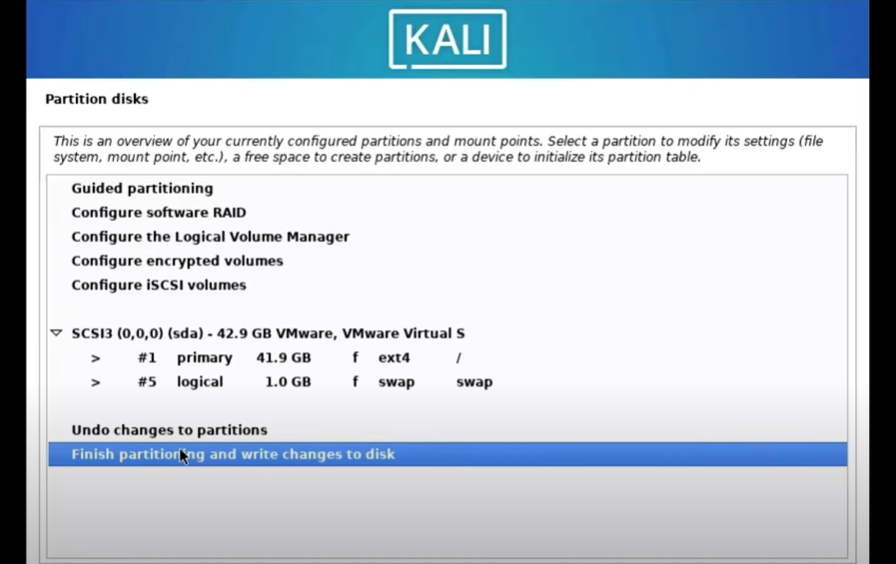 KALI
Partition disks
This is an overview of your currently configured partitions and mount points. Select a partition to modify its settings (file
system, mount point, etc.), a free space to create partitions, or a device to initialize its partition table.
Guided partitioning
Configure software RAID
Configure the Logical Volume Manager
Configure encrypted volumes
Configure iSCSI volumes
SCSI3 (0,0,0) (sda) - 42.9 GB VMware, VMware Virtual S
> #1 primary 41.9 GB f ext4 /
> #5 logical 1.0 GB f swap swap
Undo changes to partitions
Finish partitioning and write changes to disk